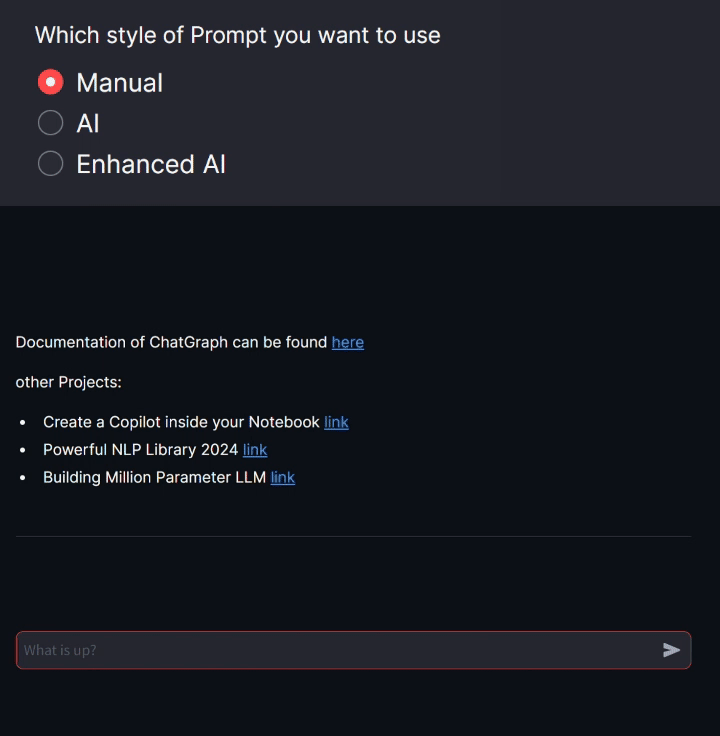 Which style of Prompt you want to use
Manual
AI
Enhanced AI
Documentation of ChatGraph can be found here
other Projects:
• Create a Copilot inside your Notebook link
• Powerful NLP Library 2024 link
• Building Million Parameter LLM link
What is up?